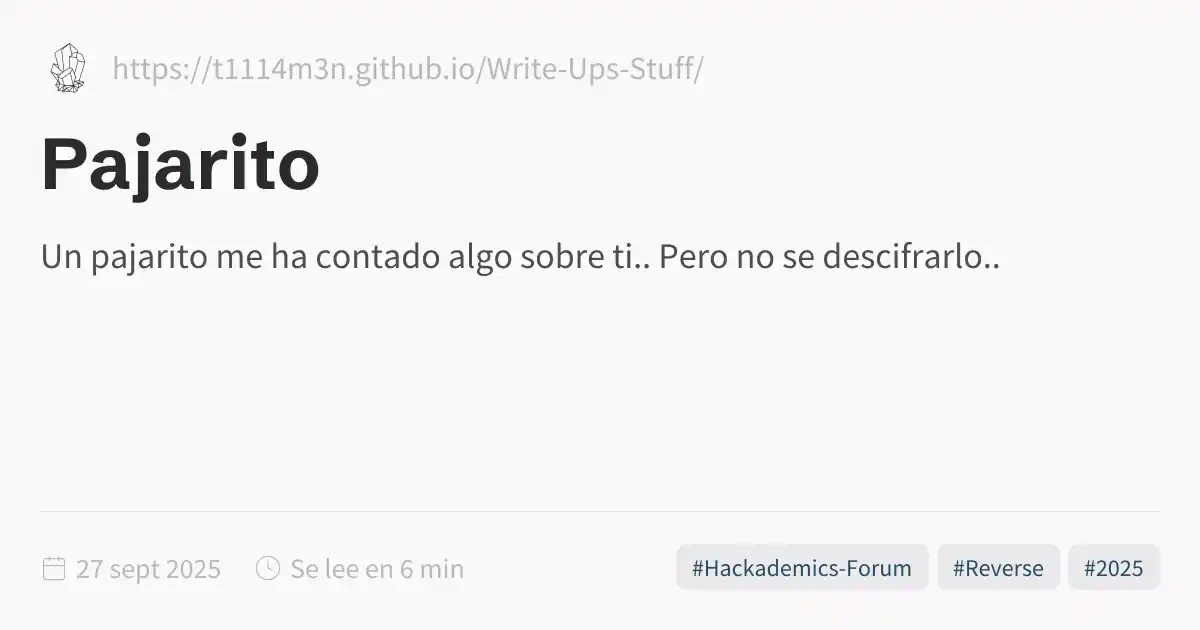 https://t1114m3n.github.io/Write-Ups-Stuff/
Pajarito
Un pajarito me ha contado algo sobre ti.. Pero no se descifrarlo..
27 sept 2025 Se lee en 6 min #Hackademics-Forum #Reverse #2025